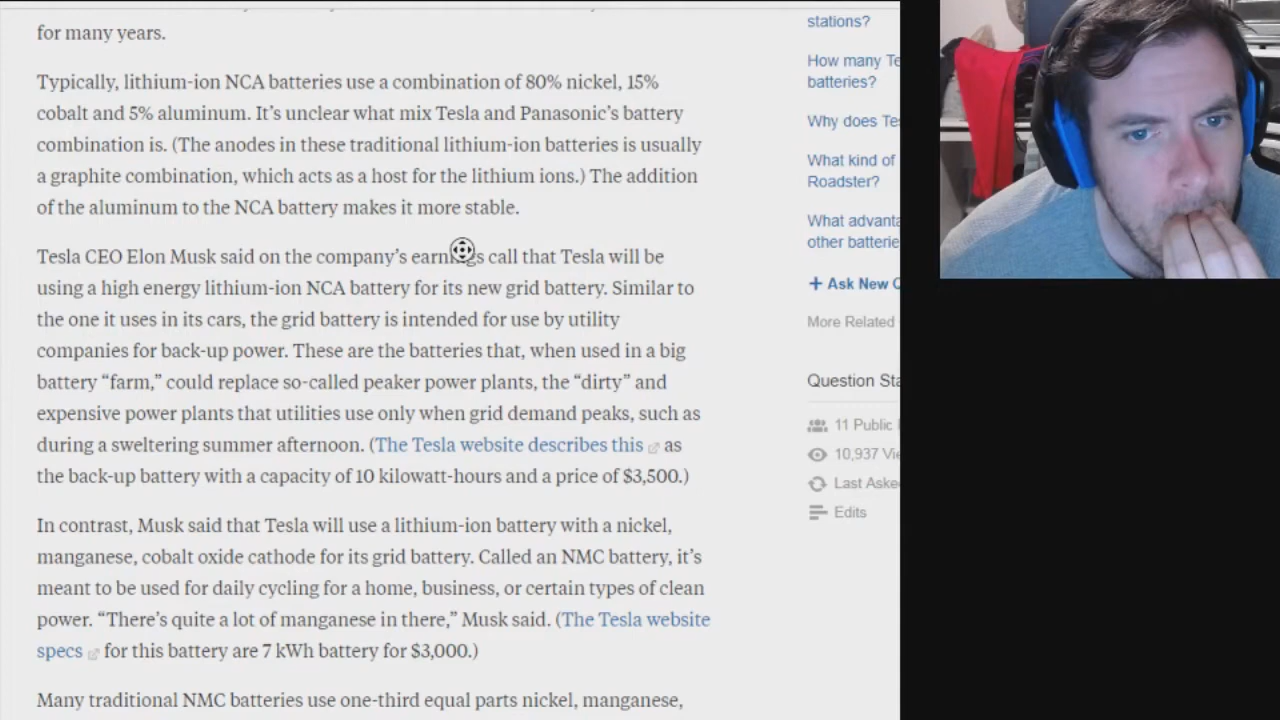 for many years.
Typically, lithium-ion NCA batteries use a combination of 80% nickel, 15%
cobalt and 5% aluminum. It’s unclear what mix Tesla and Panasonic’s battery
combination is. (The anodes in these traditional lithium-ion batteries is usually
a graphite combination, which acts as a host for the lithium ions.) The addition
of the aluminum to the NCA battery makes it more stable.
Tesla CEO Elon Musk said on the company’s earnings call that Tesla will be
using a high energy lithium-ion NCA battery for its new grid battery. Similar to
the one it uses in its cars, the grid battery is intended for use by utility
companies for back-up power. These are the batteries that, when used in a big
battery “farm,” could replace so-called peaker power plants, the “dirty” and
expensive power plants that utilities use only when grid demand peaks, such as
during a sweltering summer afternoon. (The Tesla website describes this as
the back-up battery with a capacity of 10 kilowatt-hours and a price of $3,500.)
In contrast, Musk said that Tesla will use a lithium-ion battery with a nickel,
manganese, cobalt oxide cathode for its grid battery. Called an NMC battery, it’s
meant to be used for daily cycling for a home, business, or certain types of clean
power. “There’s quite a lot of manganese in there,” Musk said. (The Tesla website
specs for this battery are 7 kWh battery for $3,000.)
Many traditional NMC batteries use one-third equal parts nickel, manganese,
stations?
How many Te
batteries?
Why does Te
What kind of
Roadster?
What advanta
other batterie
+ Ask New Q
More Related
Question Sta
11 Public
10,937 Vie
Last Aske
Edits